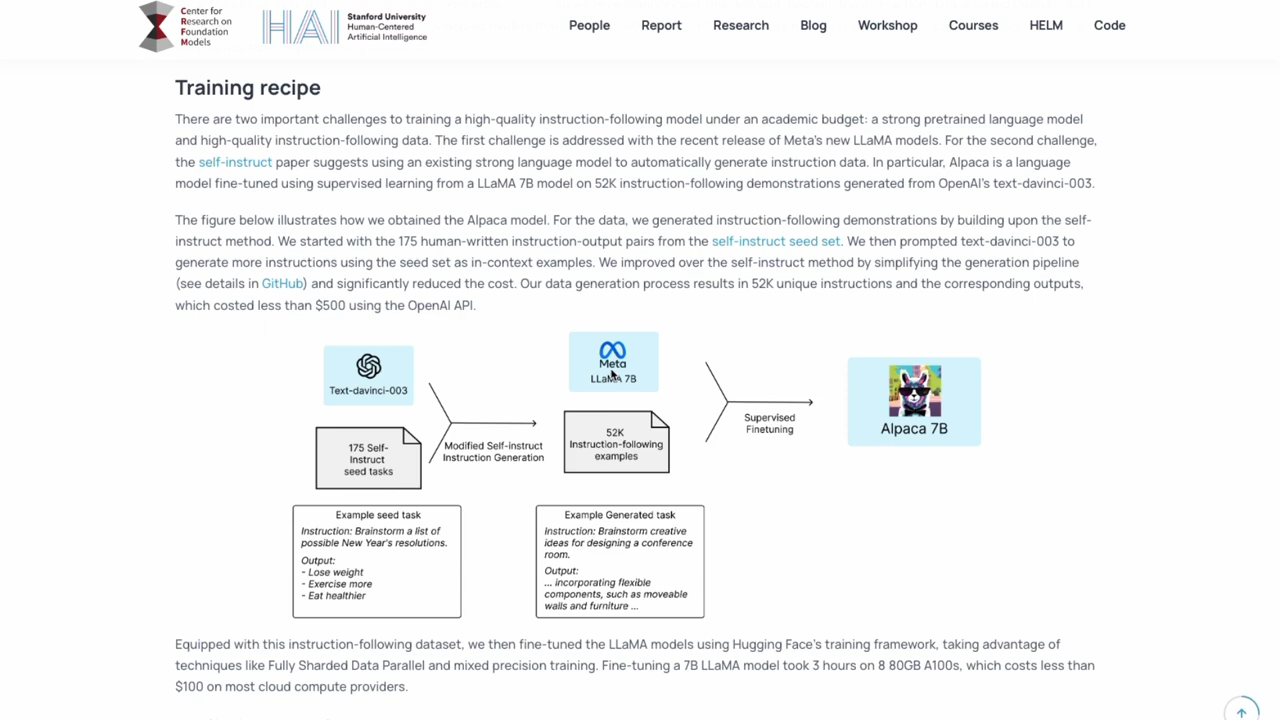 Center for
Research on
Foundation
Models
HAI
Stanford University
Human-Centered
Artificial Intelligence
People
Report
Research
Blog
Workshop
Courses
HELM
Code
Training recipe
There are two important challenges to training a high-quality instruction-following model under an academic budget: a strong pretrained language model
and high-quality instruction-following data. The first challenge is addressed with the recent release of Meta's new LLaMA models. For the second challenge,
the self-instruct paper suggests using an existing strong language model to automatically generate instruction data. In particular, Alpaca is a language
model fine-tuned using supervised learning from a LLaMA 7B model on 52K instruction-following demonstrations generated from OpenAI's text-davinci-003.
The figure below illustrates how we obtained the Alpaca model. For the data, we generated instruction-following demonstrations by building upon the self-
instruct method. We started with the 175 human-written instruction-output pairs from the self-instruct seed set. We then prompted text-davinci-003 to
generate more instructions using the seed set as in-context examples. We improved over the self-instruct method by simplifying the generation pipeline
(see details in GitHub) and significantly reduced the cost. Our data generation process results in 52K unique instructions and the corresponding outputs,
which costed less than $500 using the OpenAI API.
Text-davinci-003
175 Self-
Instruct
seed tasks
Modified Self-instruct
Instruction Generation
Meta
LLaMA 7B
52K
Instruction-following
examples
Supervised
Finetuning
Alpaca 7B
Example seed task
Instruction: Brainstorm a list of
possible New Year's resolutions.
Output:
- Lose weight
- Exercise more
- Eat healthier
Example Generated task
Instruction: Brainstorm creative
ideas for designing a conference
room.
Output:
... incorporating flexible
components, such as moveable
walls and furniture ...
Equipped with this instruction-following dataset, we then fine-tuned the LLaMA models using Hugging Face's training framework, taking advantage of
techniques like Fully Sharded Data Parallel and mixed precision training. Fine-tuning a 7B LLaMA model took 3 hours on 8 80GB A100s, which costs less than
$100 on most cloud compute providers.